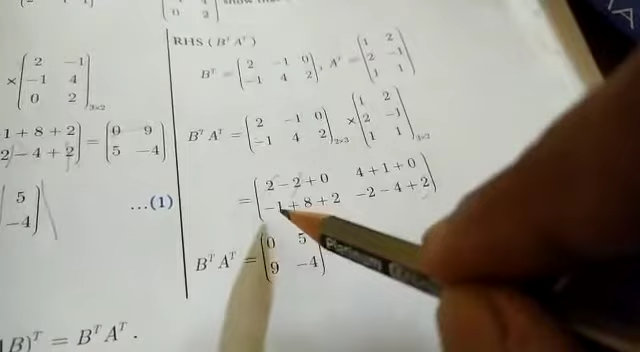 0 2
RHS (BᵀAᵀ)
× ( 2 -1
-1 4
0 2 )3×2
1+8+2) = (0 9
2-4+2) 5 -4)
5
-4)
...(1)
Bᵀ = ( 2 -1 0
-1 4 2 ), Aᵀ = (1 2
2 -1
1 1)
BᵀAᵀ = ( 2 -1 0
-1 4 2 )2×3 × (1 2
2 -1
1 1)3×2
= ( 2-2+0 4+1+0
-1+8+2 -2-4+2 )
BᵀAᵀ = (0 5
9 -4)
B)ᵀ = BᵀAᵀ.
Platinum